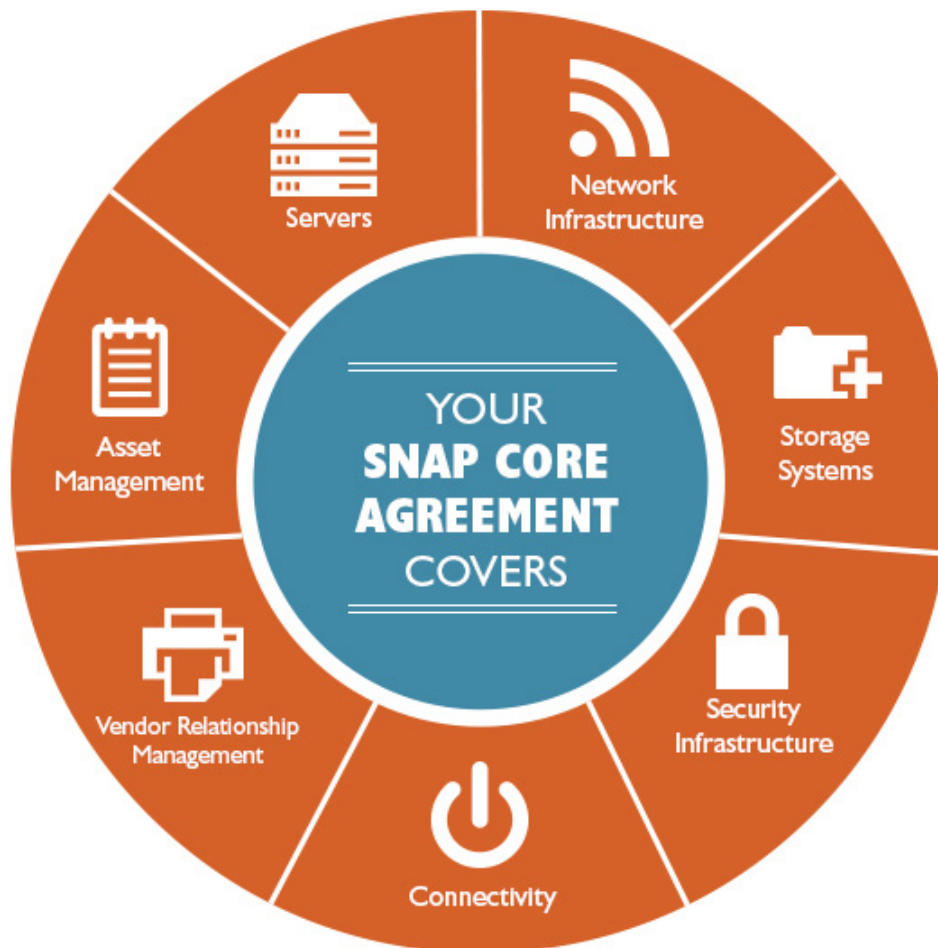 YOUR
SNAP CORE
AGREEMENT
COVERS
Network
Infrastructure
Storage
Systems
Security
Infrastructure
Connectivity
Vendor Relationship
Management
Asset
Management
Servers